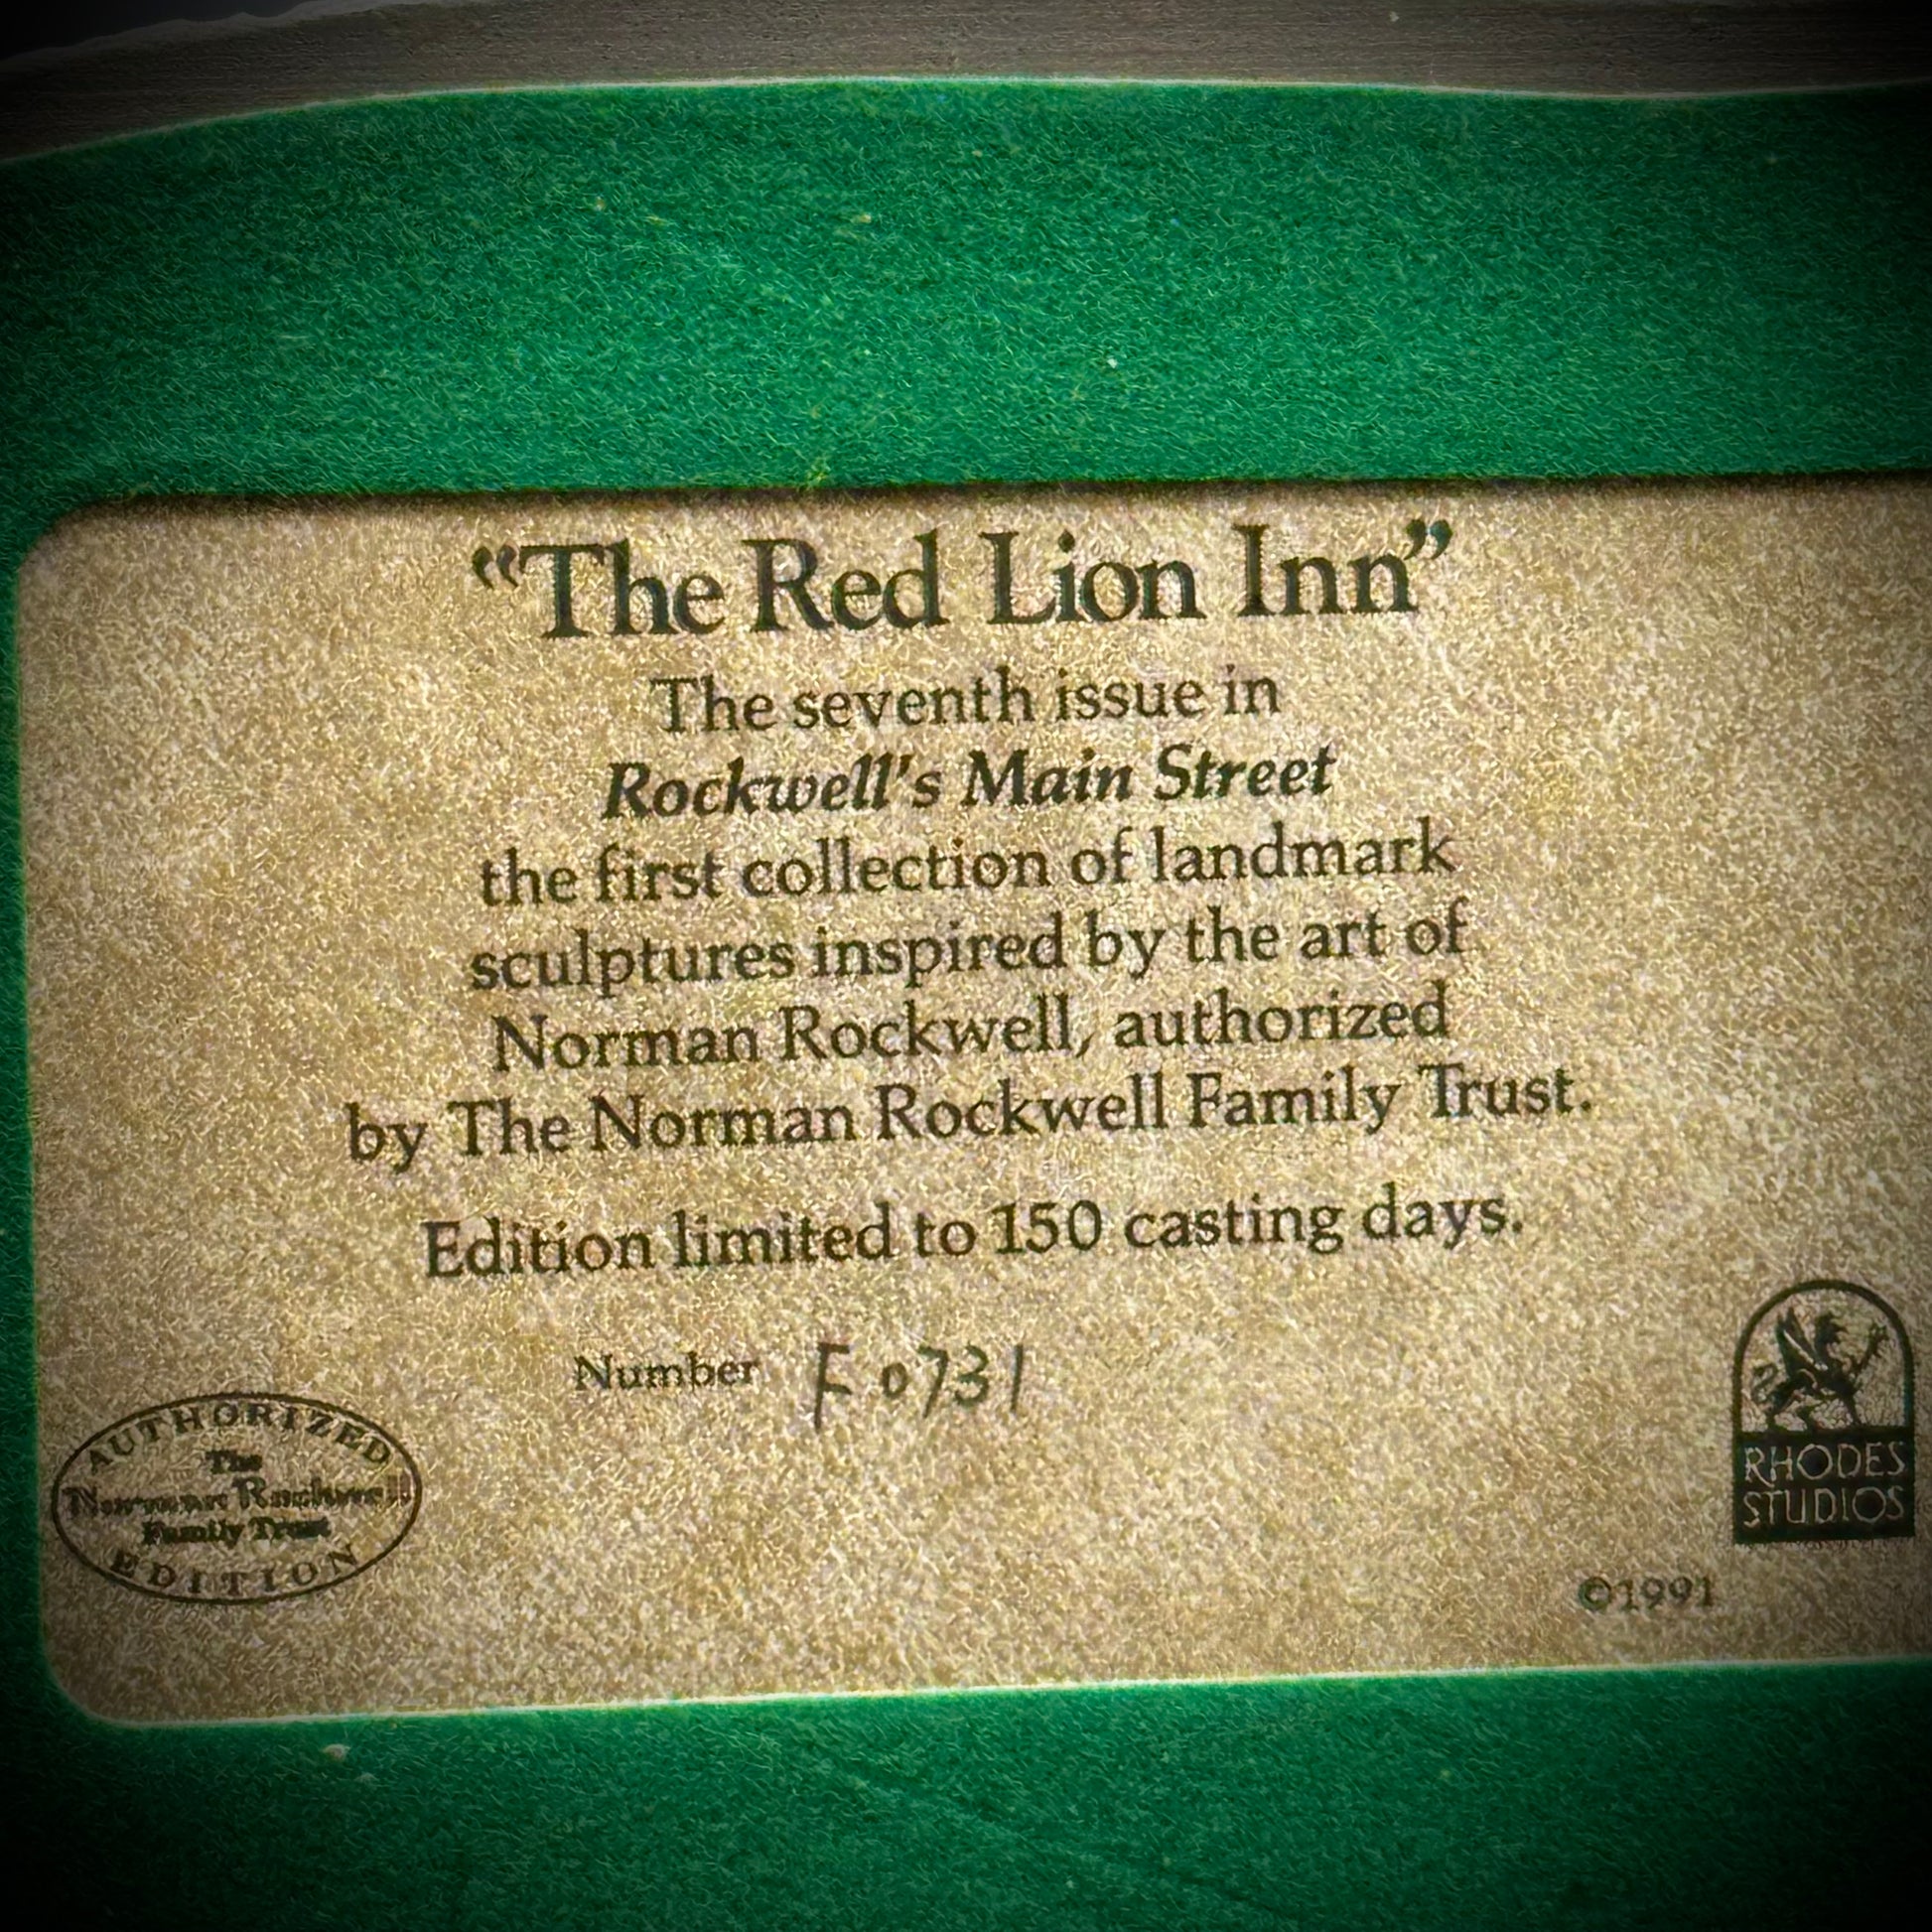 “The Red Lion Inn”
The seventh issue in
Rockwell's Main Street
the first collection of landmark
sculptures inspired by the art of
Norman Rockwell, authorized
by The Norman Rockwell Family Trust.
Edition limited to 150 casting days.
Number F0731
AUTHORIZED
The
Norman Rockwell
Family Trust
EDITION
RHODES
STUDIOS
©1991